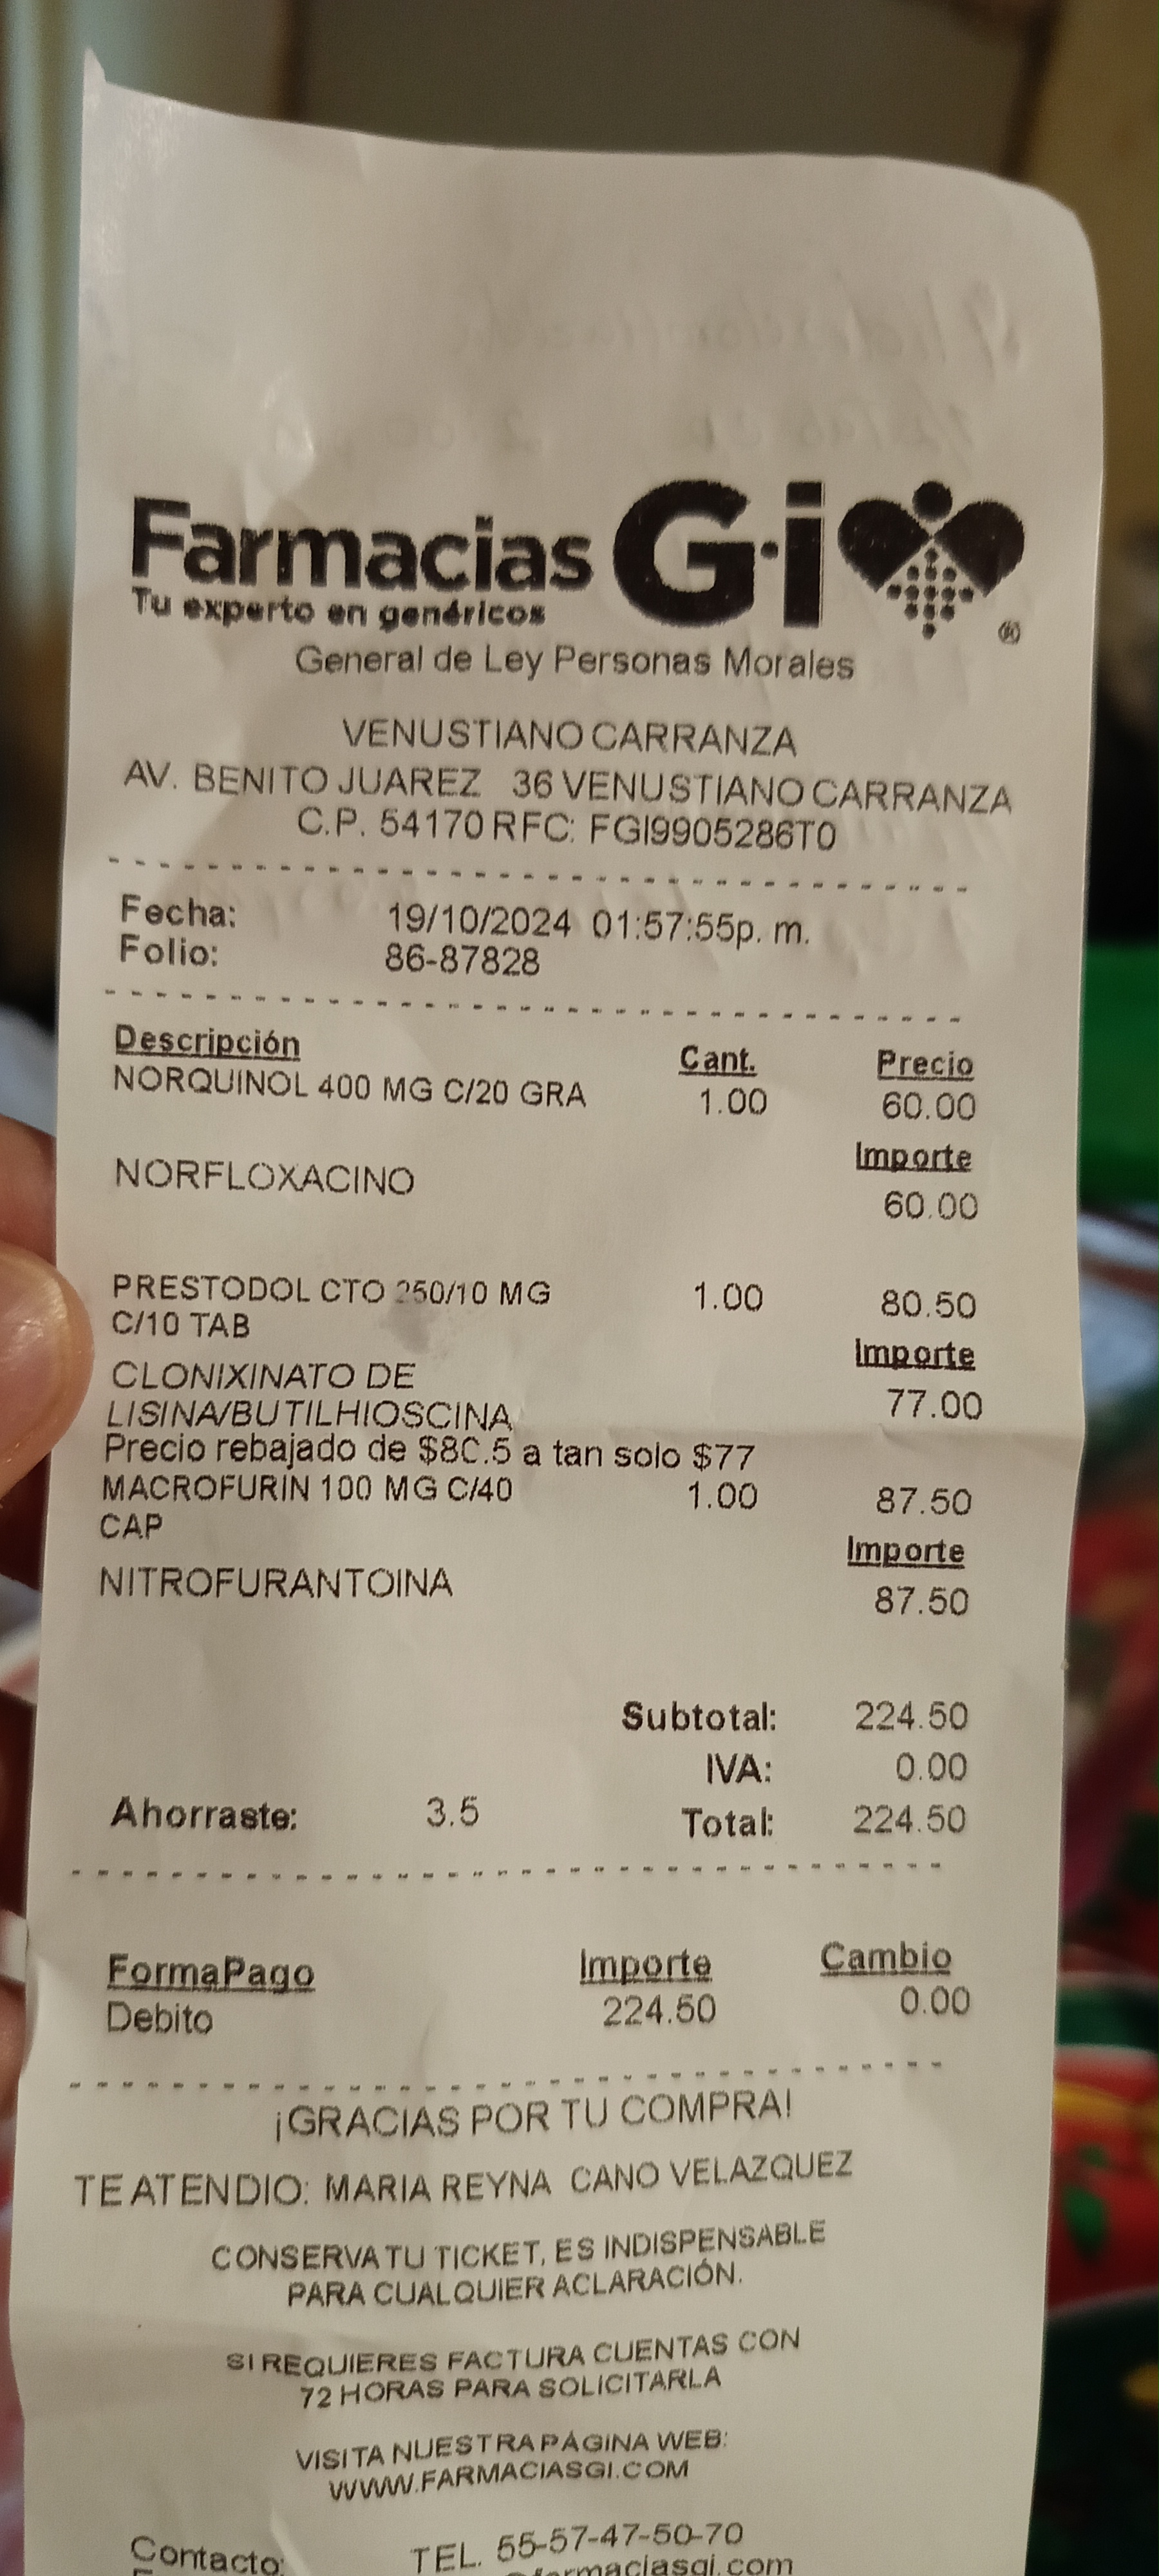 Farmacias G·i ®
Tu experto en genéricos
General de Ley Personas Morales
VENUSTIANO CARRANZA
AV. BENITO JUAREZ 36 VENUSTIANO CARRANZA
C.P. 54170 RFC: FGI9905286T0
Fecha: 19/10/2024 01:57:55p. m.
Folio: 86-87828
Descripción Cant. Precio
NORQUINOL 400 MG C/20 GRA 1.00 60.00
Importe
NORFLOXACINO 60.00
PRESTODOL CTO 250/10 MG 1.00 80.50
C/10 TAB
Importe
CLONIXINATO DE 77.00
LISINA/BUTILHIOSCINA
Precio rebajado de $80.5 a tan solo $77
MACROFURIN 100 MG C/40 1.00 87.50
CAP
Importe
NITROFURANTOINA 87.50
Subtotal: 224.50
IVA: 0.00
Ahorraste: 3.5 Total: 224.50
FormaPago Importe Cambio
Debito 224.50 0.00
¡GRACIAS POR TU COMPRA!
TE ATENDIO: MARIA REYNA CANO VELAZQUEZ
CONSERVA TU TICKET, ES INDISPENSABLE
PARA CUALQUIER ACLARACIÓN.
SI REQUIERES FACTURA CUENTAS CON
72 HORAS PARA SOLICITARLA
VISITA NUESTRA PÁGINA WEB:
WWW.FARMACIASGI.COM
Contacto: TEL. 55-57-47-50-70